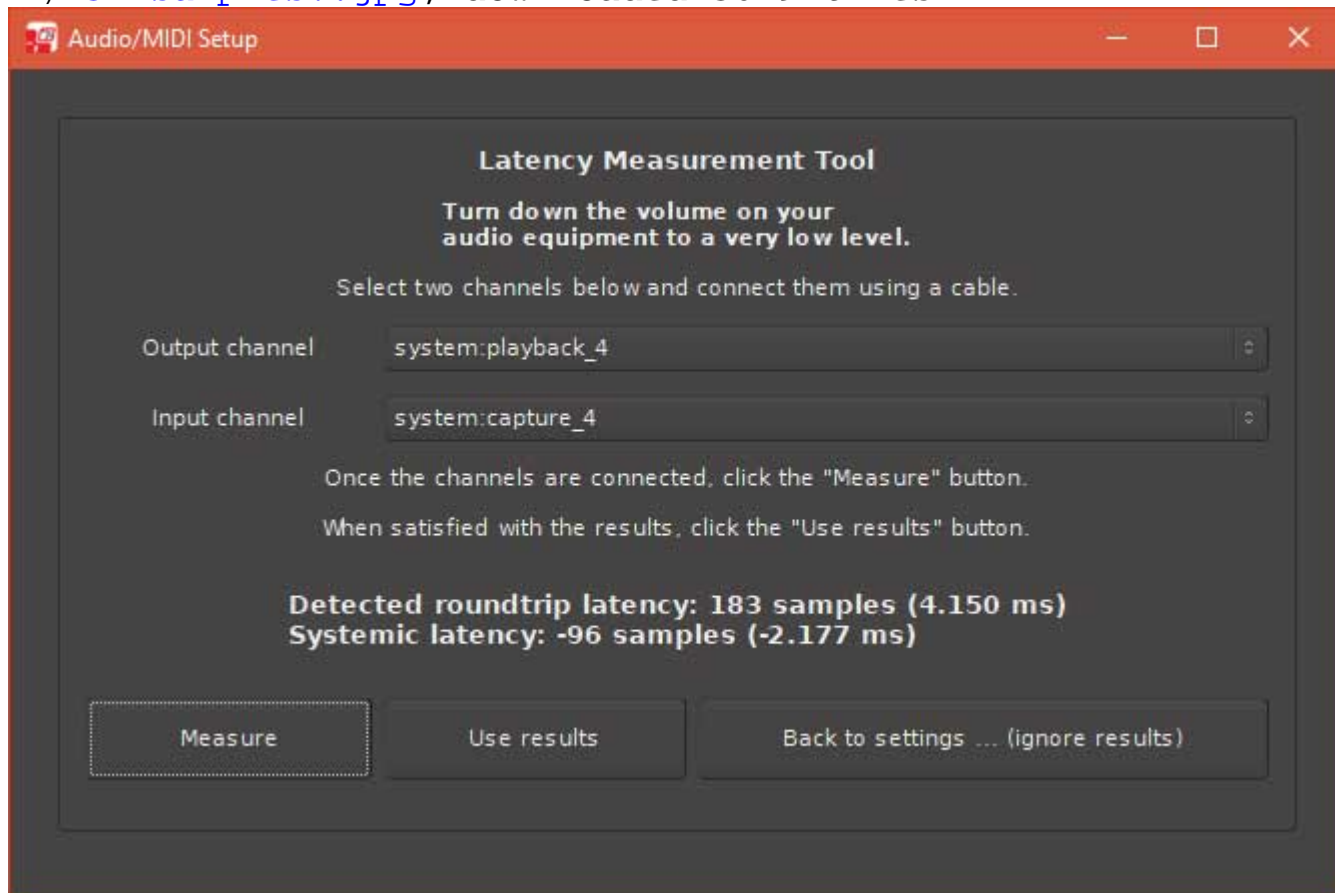 Audio/MIDI Setup
Latency Measurement Tool
Turn down the volume on your
audio equipment to a very low level.
Select two channels below and connect them using a cable.
Output channel system:playback_4
Input channel system:capture_4
Once the channels are connected, click the "Measure" button.
When satisfied with the results, click the "Use results" button.
Detected roundtrip latency: 183 samples (4.150 ms)
Systemic latency: -96 samples (-2.177 ms)
Measure Use results Back to settings ... (ignore results)